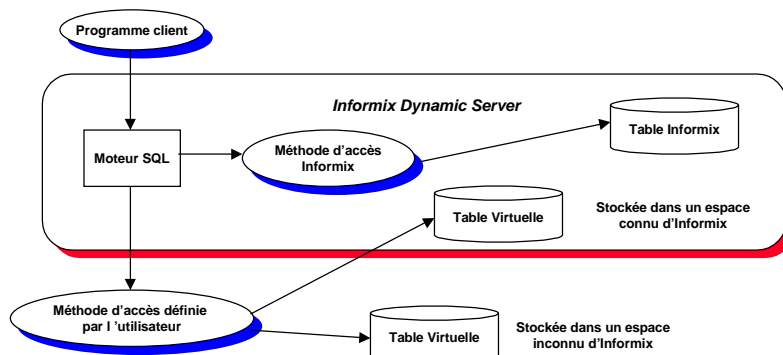 Programme client
Informix Dynamic Server
Table Informix
Moteur SQL
Méthode d'accès
Informix
Table Virtuelle
Stockée dans un espace
connu d'Informix
Méthode d'accès définie
par l 'utilisateur
Table Virtuelle
Stockée dans un espace
inconnu d'Informix